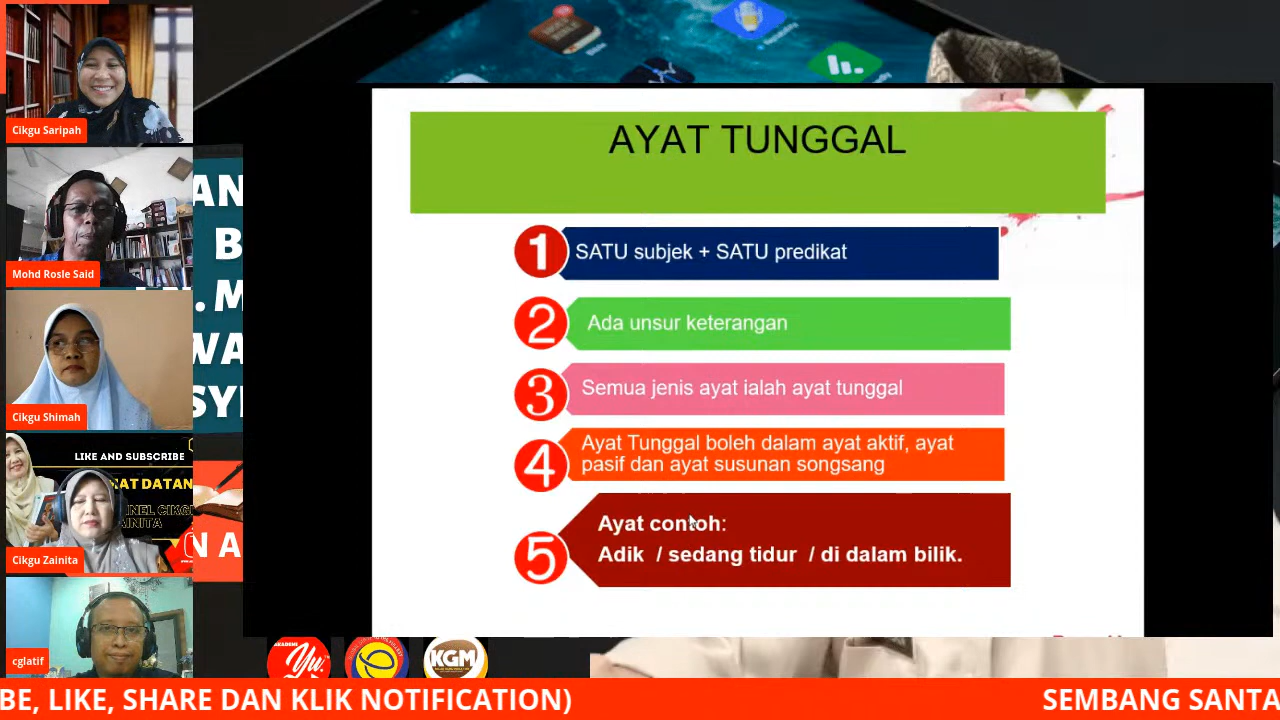 Cikgu Saripah
Mohd Rosle Said
Cikgu Shimah
LIKE AND SUBSCRIBE
Cikgu Zainita
cglatif
AYAT TUNGGAL
1 SATU subjek + SATU predikat
2 Ada unsur keterangan
3 Semua jenis ayat ialah ayat tunggal
4 Ayat Tunggal boleh dalam ayat aktif, ayat
pasif dan ayat susunan songsang
5 Ayat contoh:
Adik / sedang tidur / di dalam bilik.
Yu.
KGM
BE, LIKE, SHARE DAN KLIK NOTIFICATION)
SEMBANG SANTA